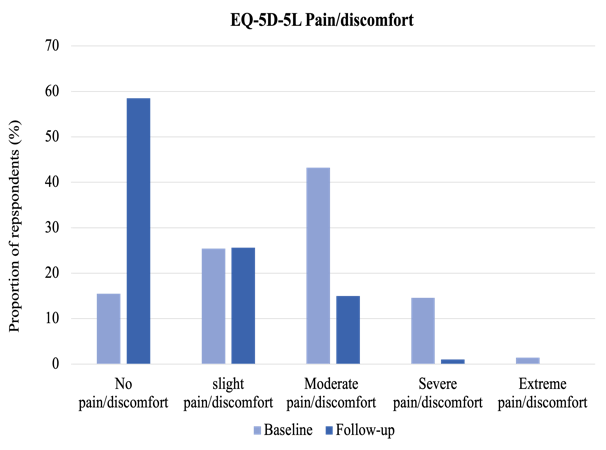 EQ-5D-5L Pain/discomfort
Proportion of repspondents (%)
70
60
50
40
30
20
10
0
No pain/discomfort
slight pain/discomfort
Moderate pain/discomfort
Severe pain/discomfort
Extreme pain/discomfort
Baseline
Follow-up